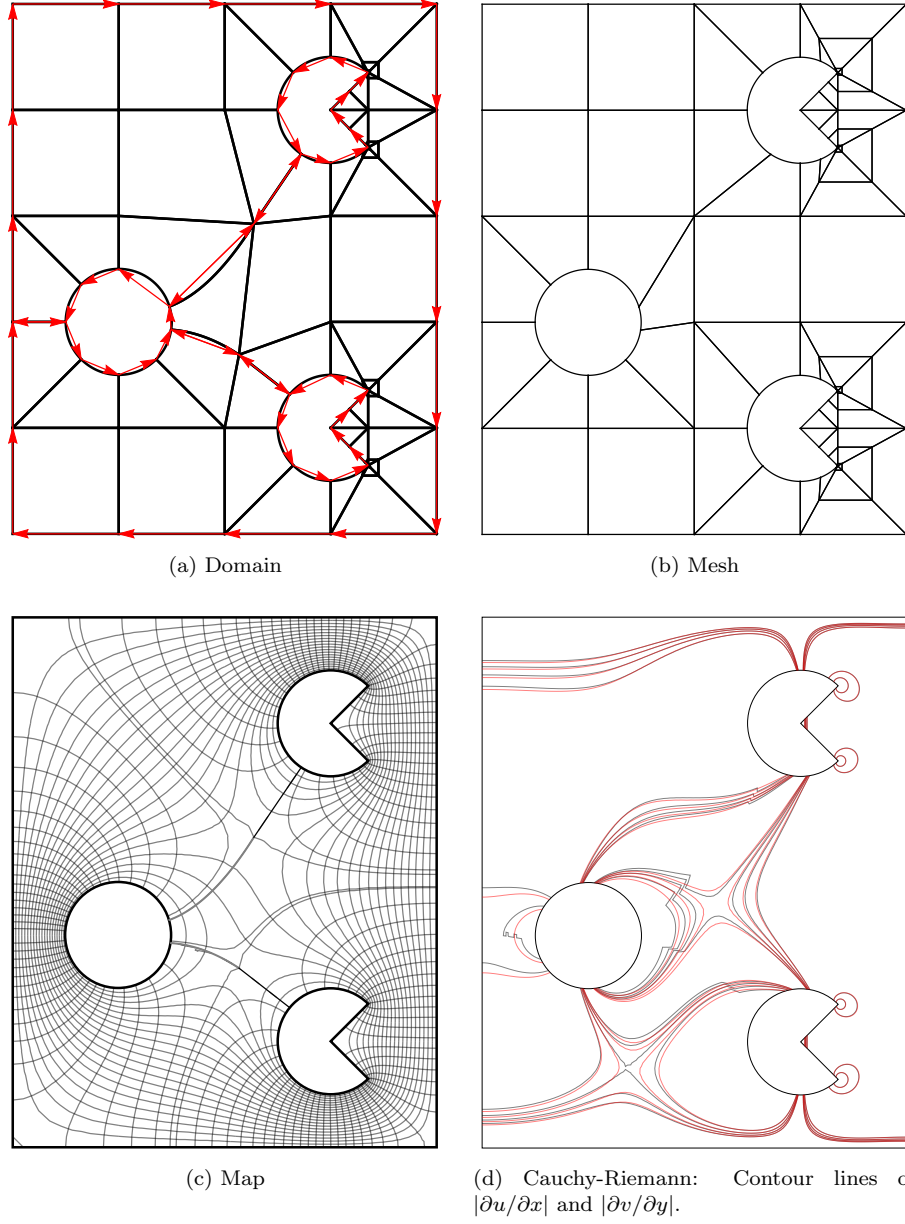 (a) Domain
(b) Mesh
(c) Map
(d) Cauchy-Riemann: Contour lines o
|∂u/∂x| and |∂v/∂y|.